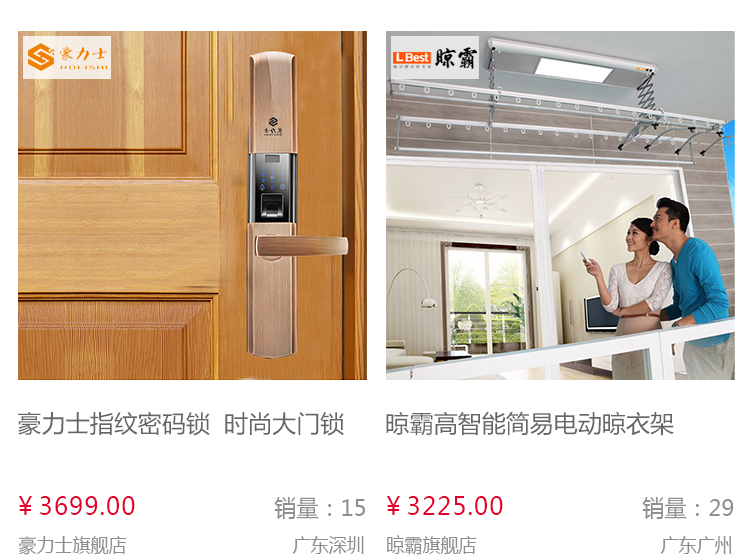 豪力士
HOLISHI
L Best
晾霸
豪力士
豪力士指纹密码锁 时尚大门锁
晾霸高智能简易电动晾衣架
¥ 3699.00
销量：15
¥ 3225.00
销量：29
豪力士旗舰店
广东深圳
晾霸旗舰店
广东广州